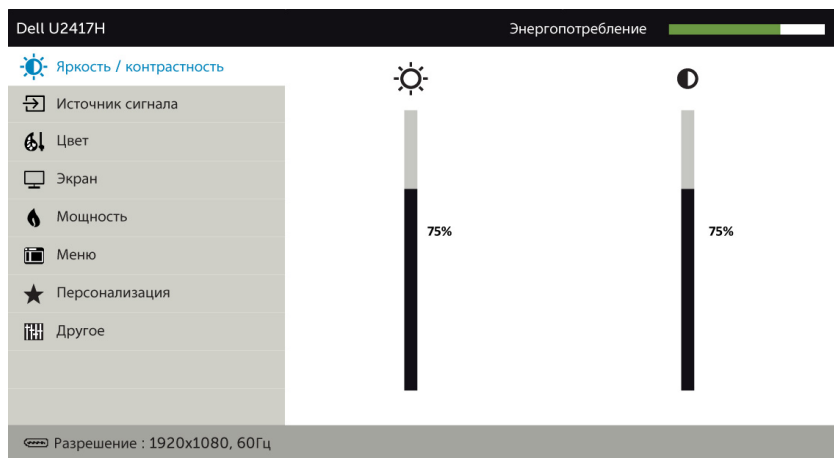 Dell U2417H
Энергопотребление
Яркость / контрастность
Источник сигнала
Цвет
Экран
Мощность
Меню
Персонализация
Другое
75%
75%
Разрешение : 1920x1080, 60Гц